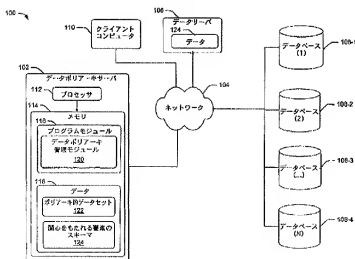 100
110
クライアント
コンピュータ
106
データサーバ
124
データ
102
データポリアーキサーバ
112
プロセッサ
114
メモリ
116
プログラムモジュール
データポリアーキ
管理モジュール
120
118
データ
ポリアーキ的データセット
122
関心をもたれる要素の
スキーマ
104
ネットワーク
108-1
データベース
(1)
108-2
データベース
(2)
108-3
データベース
(...)
108-4
データベース
(N)